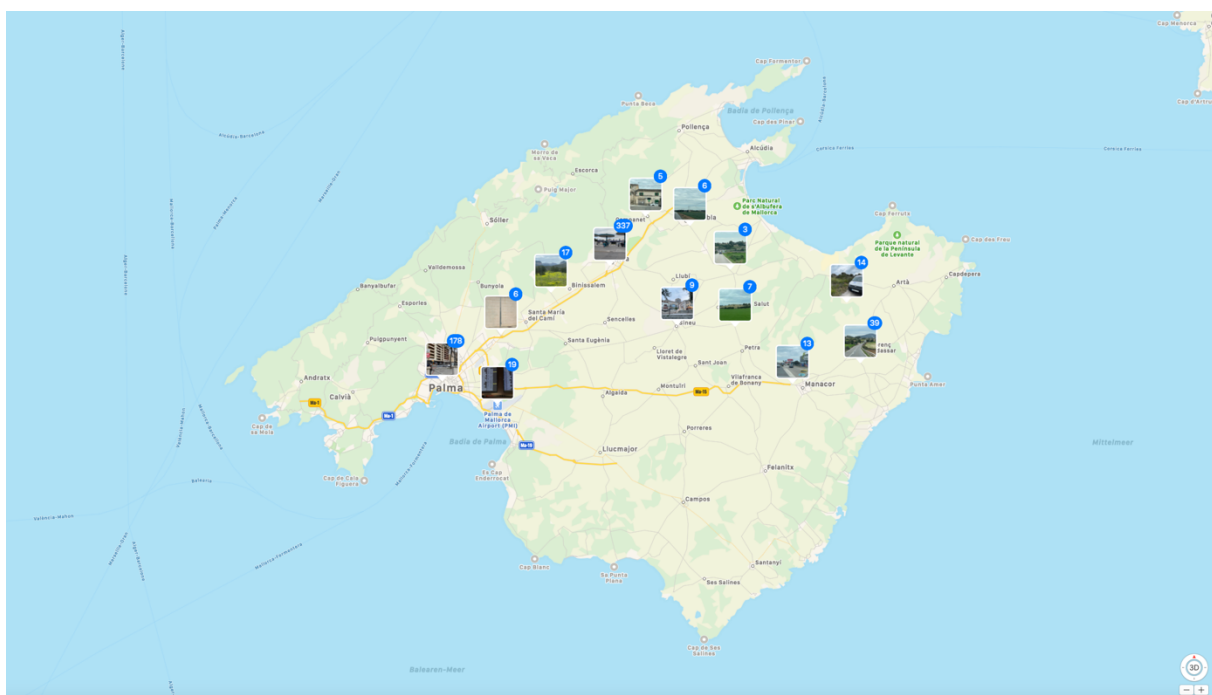 Cap Menorca
Cap d'Artru
Cap Formentor
Badia de Pollença
Punta Beca
Cap des Pinar
Pollença
Alcúdia
Alcúdia-Barcelona
Morro de
sa Vaca
Escorca
Puig Major
5
6
Parc Natural
de s'Albufera
de Mallorca
Cap Ferrutx
Sóller
337
3
Parque natural
de la Península
de Levante
Cap des Freu
17
14
Valldemossa
Llubí
Capdepera
Artà
Banyalbufar
Bunyola
Binissalem
9
7
Salut
Esporles
6
Santa María
del Camí
Sencelles
39
Puigpunyent
178
Santa Eugènia
Lloret de
Vistalegre
Petra
13
Sant Joan
19
Andratx
Palma
Montuïri
Vilafranca
de Bonany
Manacor
Punta Amer
Calvià
Ma-1
Algaida
Ma-15
Palma de
Mallorca
Airport (PMI)
Ma-1
Cap de
sa Mola
Porreres
Badia de Palma
Ma-19
Mittelmeer
Llucmajor
Es Cap
Enderrocat
Felanitx
Cap de Cala
Figuera
Campos
Cap Blanc
Sa Punta
Plana
Santanyí
Ses Salines
Cap de Ses
Salines
Balearen-Meer
3D
− +